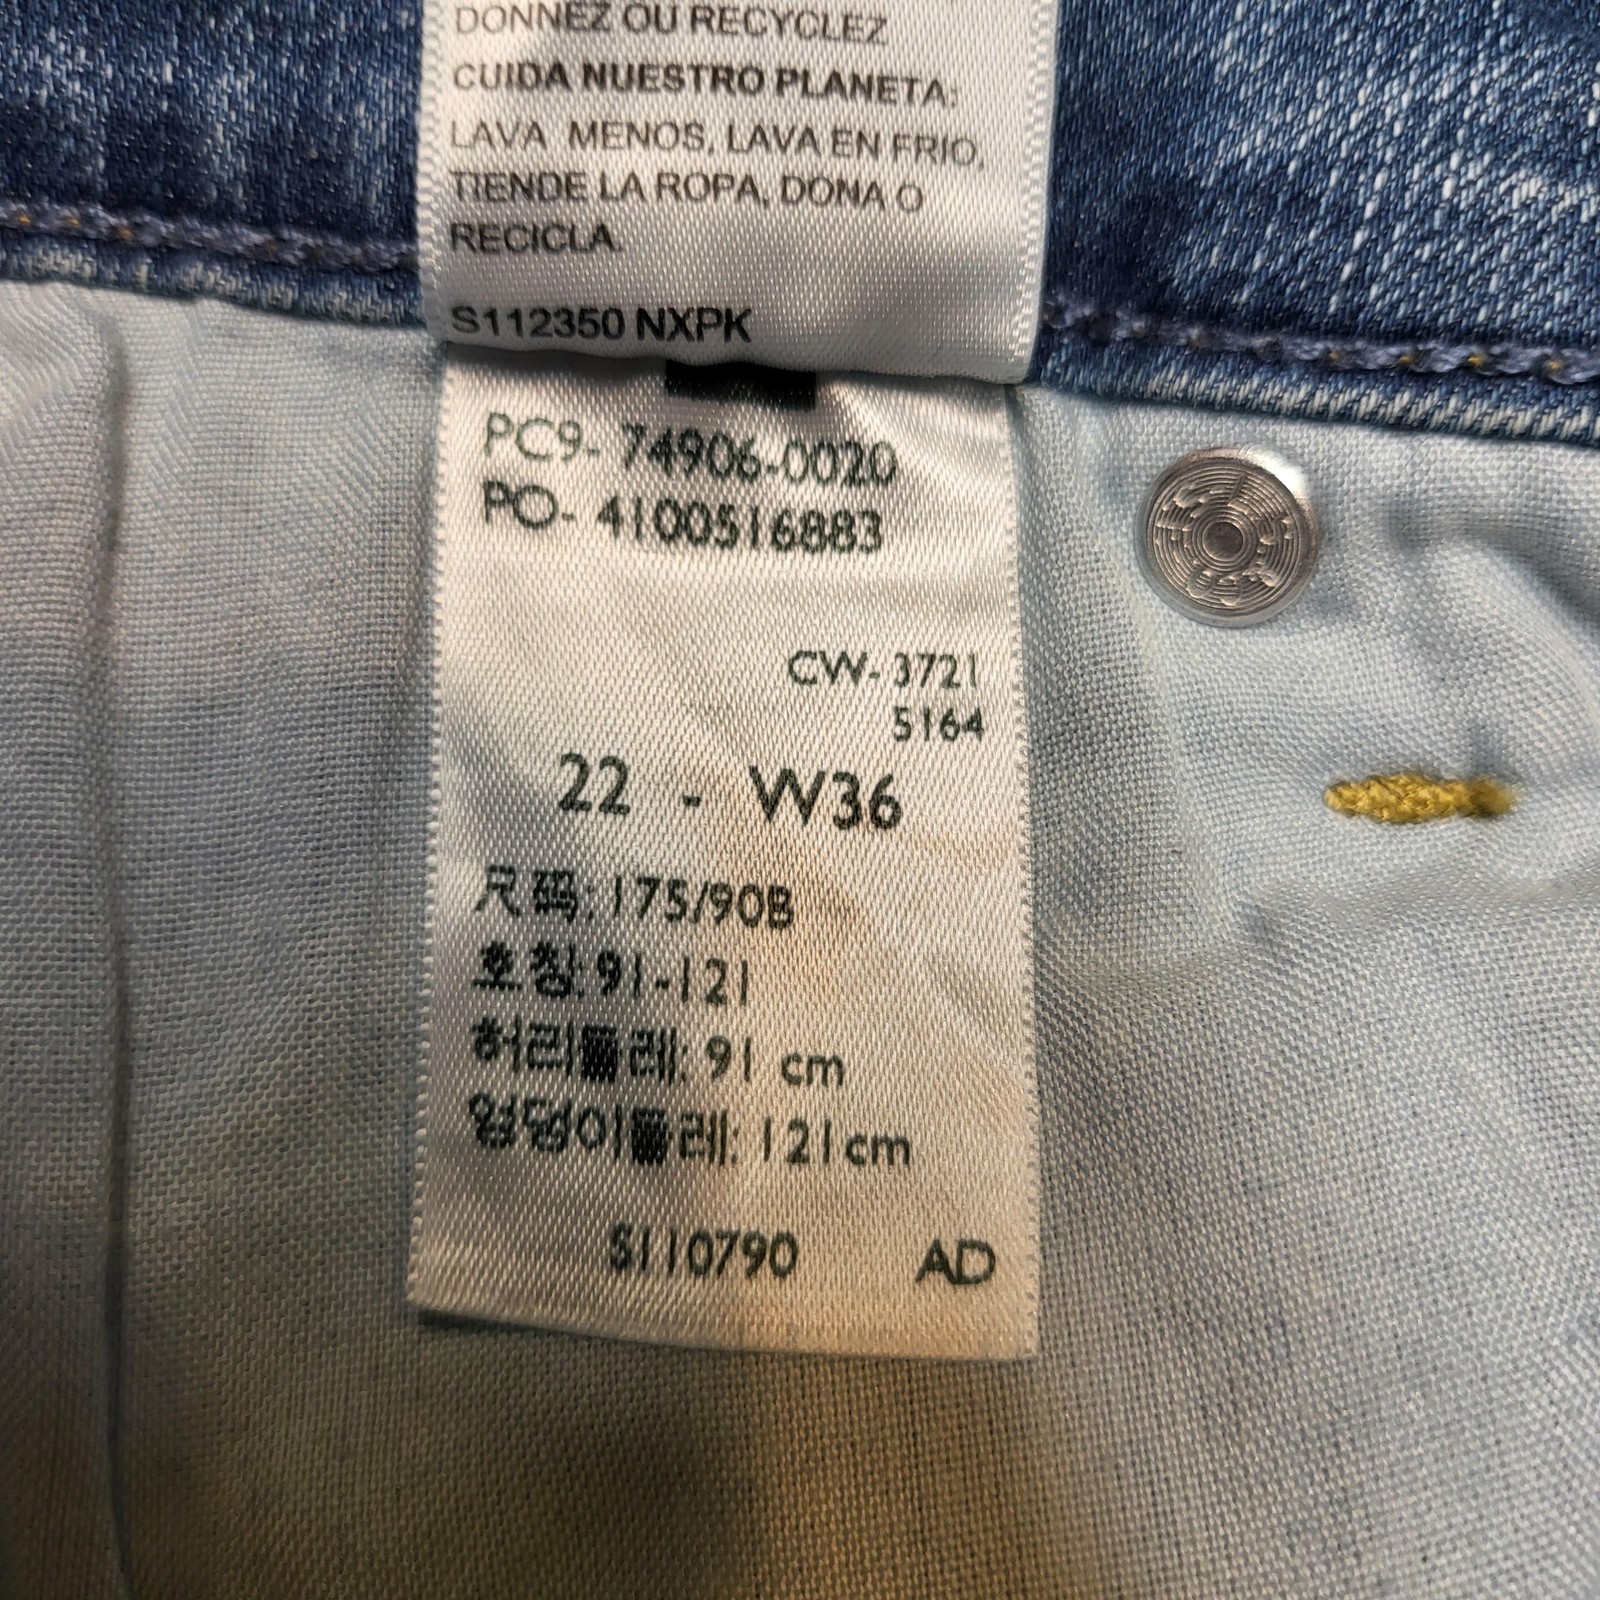 DONNEZ OU RECYCLEZ
CUIDA NUESTRO PLANETA:
LAVA MENOS, LAVA EN FRIO,
TIENDE LA ROPA, DONA O
RECICLA.
S112350 NXPK
PC9- 74906-0020
PO- 4100516883
CW- 3721
5164
22 - W36
尺码: 175/90B
호칭: 91-121
허리둘레: 91 cm
엉덩이둘레: 121cm
S110790 AD